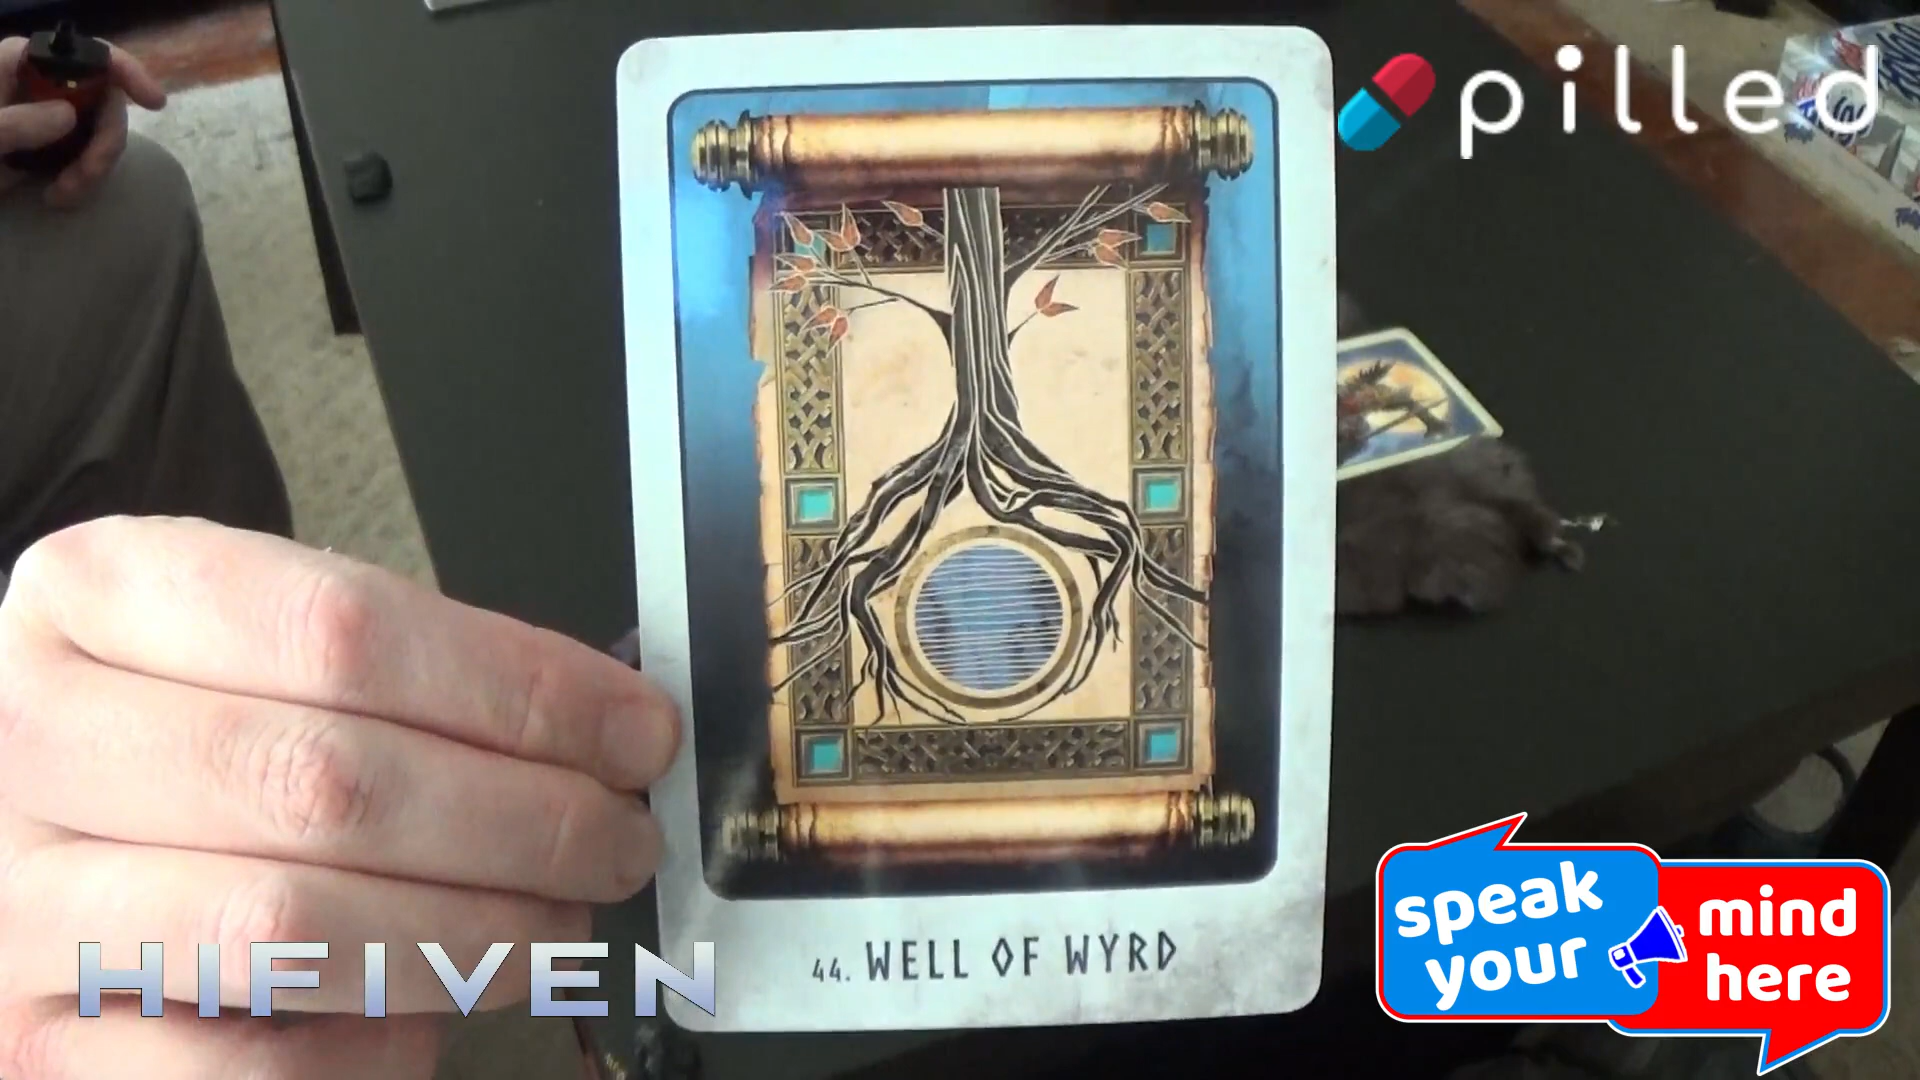 pilled
44. WELL OF WYRD
HIFIVEN
speak
your
mind
here